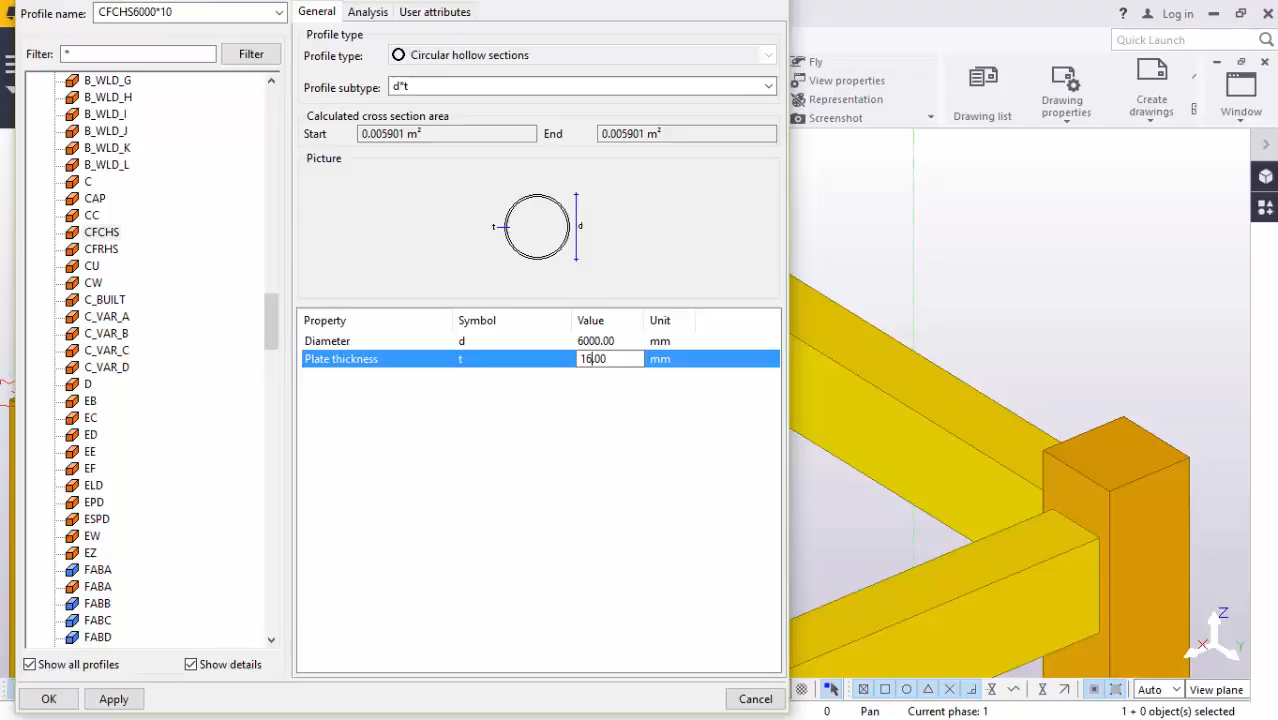 Profile name: CFCHS6000*10
Filter: * Filter
B_WLD_G
B_WLD_H
B_WLD_I
B_WLD_J
B_WLD_K
B_WLD_L
C
CAP
CC
CFCHS
CFRHS
CU
CW
C_BUILT
C_VAR_A
C_VAR_B
C_VAR_C
C_VAR_D
D
EB
EC
ED
EE
EF
ELD
EPD
ESPD
EW
EZ
FABA
FABA
FABB
FABC
FABD
Show all profiles Show details
OK Apply Cancel
General Analysis User attributes
Profile type
Profile type: Circular hollow sections
Profile subtype: d*t
Calculated cross section area
Start 0.005901 m² End 0.005901 m²
Picture
t d
Property Symbol Value Unit
Diameter d 6000.00 mm
Plate thickness t 16.00 mm
? Log in
Quick Launch
Fly
View properties
Representation
Screenshot
Drawing list
Drawing properties
Create drawings
Window
Z
X Y
Auto View plane
0 Pan Current phase: 1 1 + 0 object(s) selected